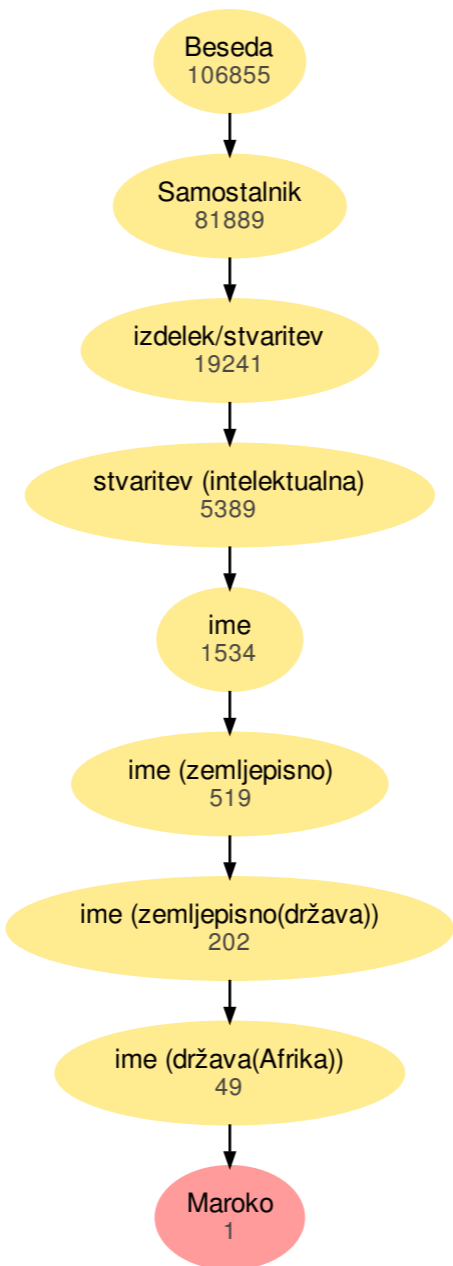 Beseda
106855
Samostalnik
81889
izdelek/stvaritev
19241
stvaritev (intelektualna)
5389
ime
1534
ime (zemljepisno)
519
ime (zemljepisno(država))
202
ime (država(Afrika))
49
Maroko
1